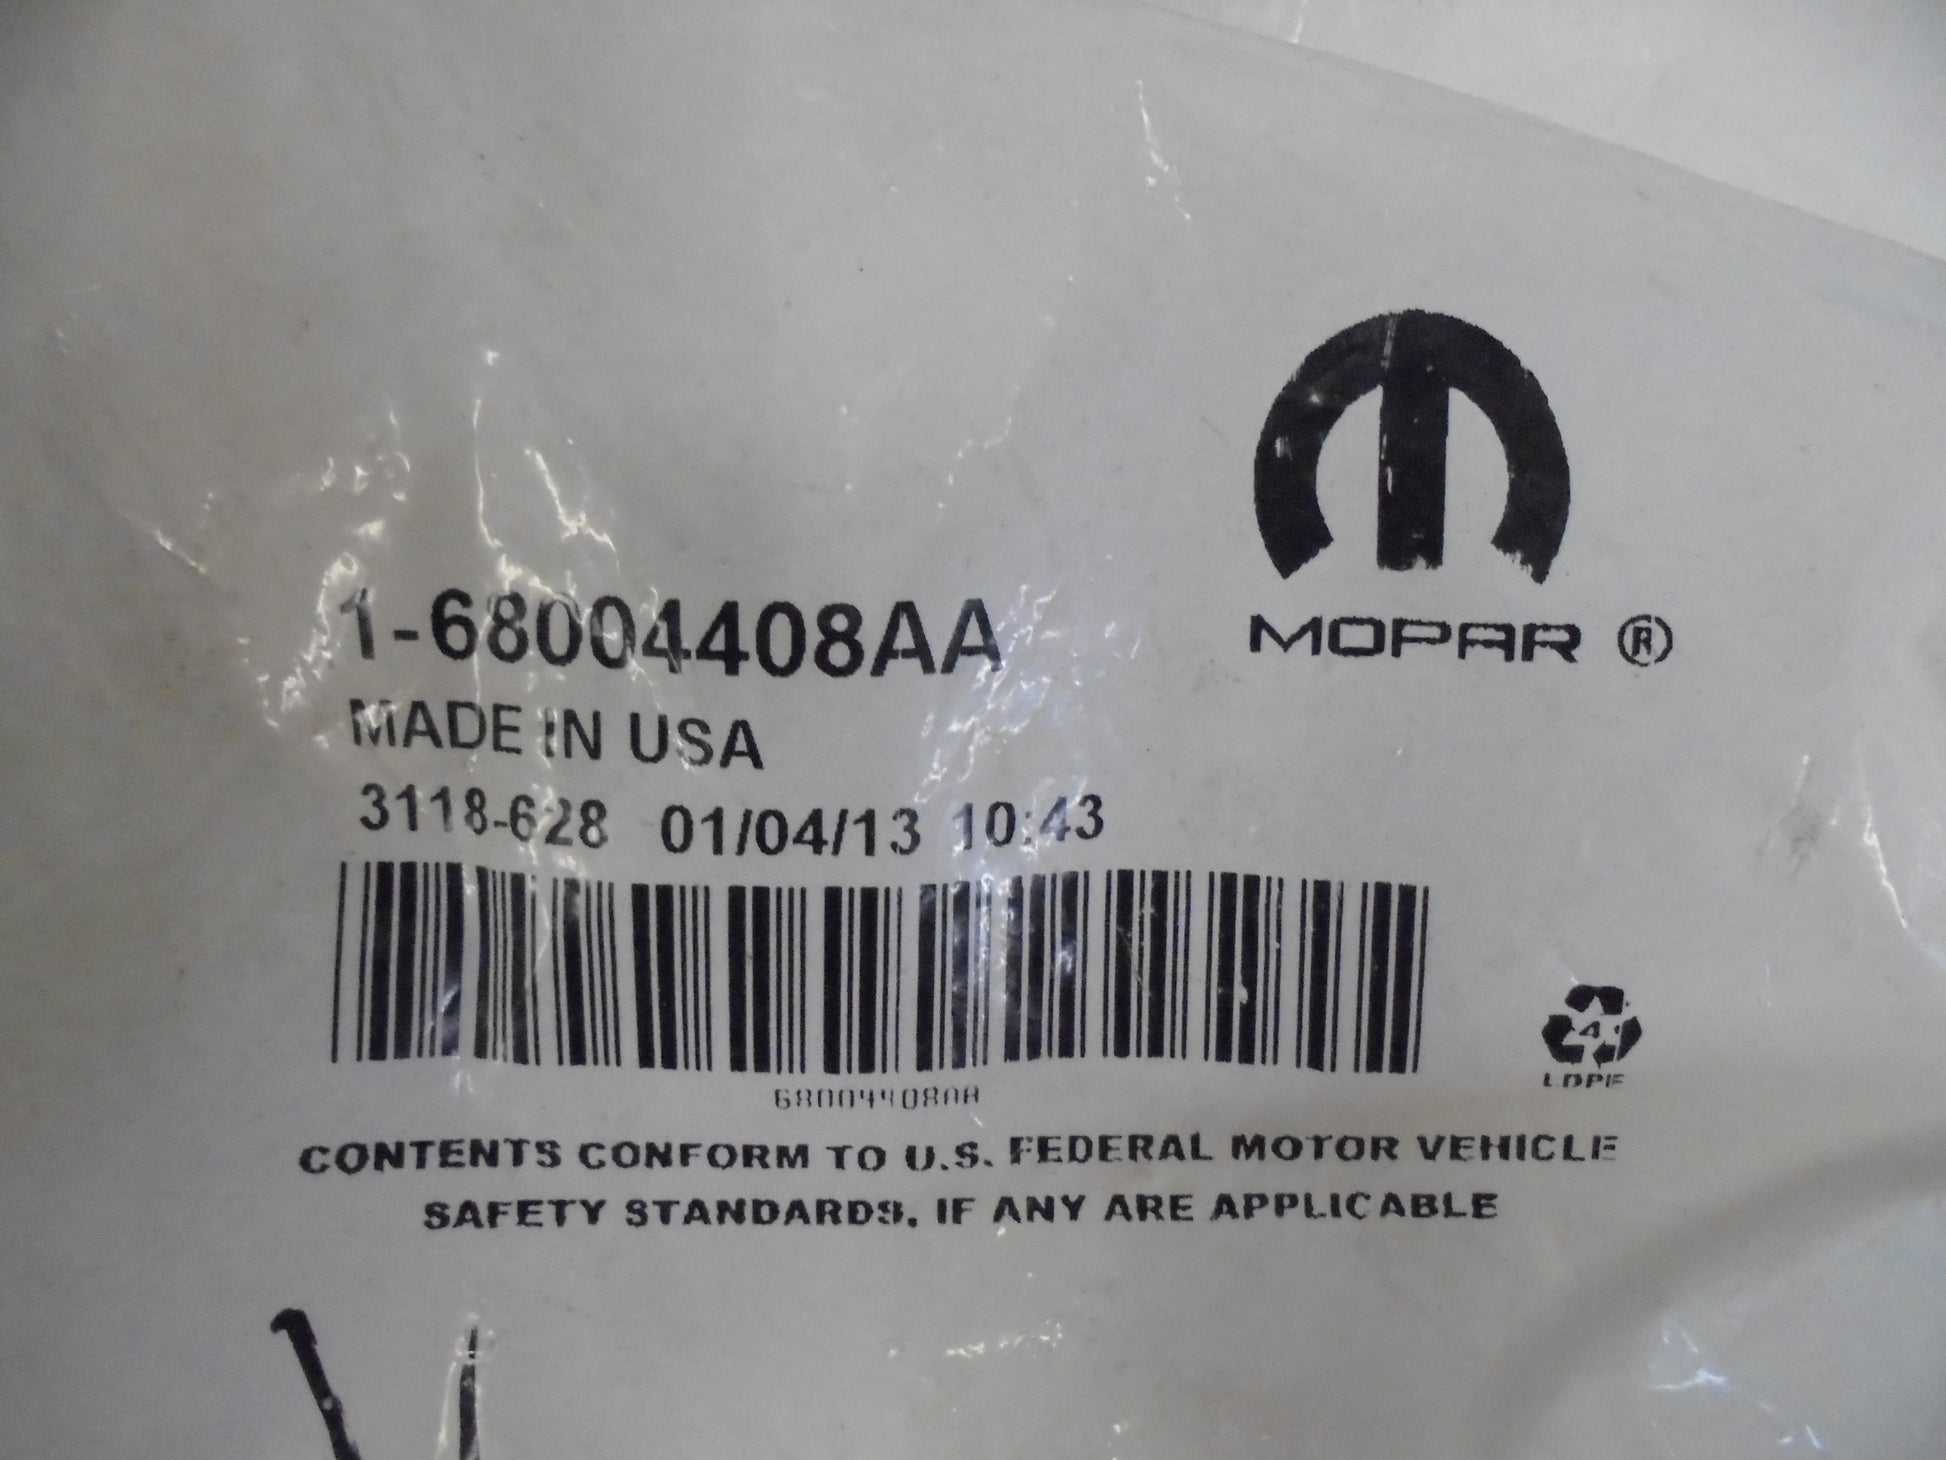 MOPAR ®
1-68004408AA
MADE IN USA
3118-628 01/04/13 10:43
68004408AA
4
LDPE
CONTENTS CONFORM TO U.S. FEDERAL MOTOR VEHICLE
SAFETY STANDARDS, IF ANY ARE APPLICABLE